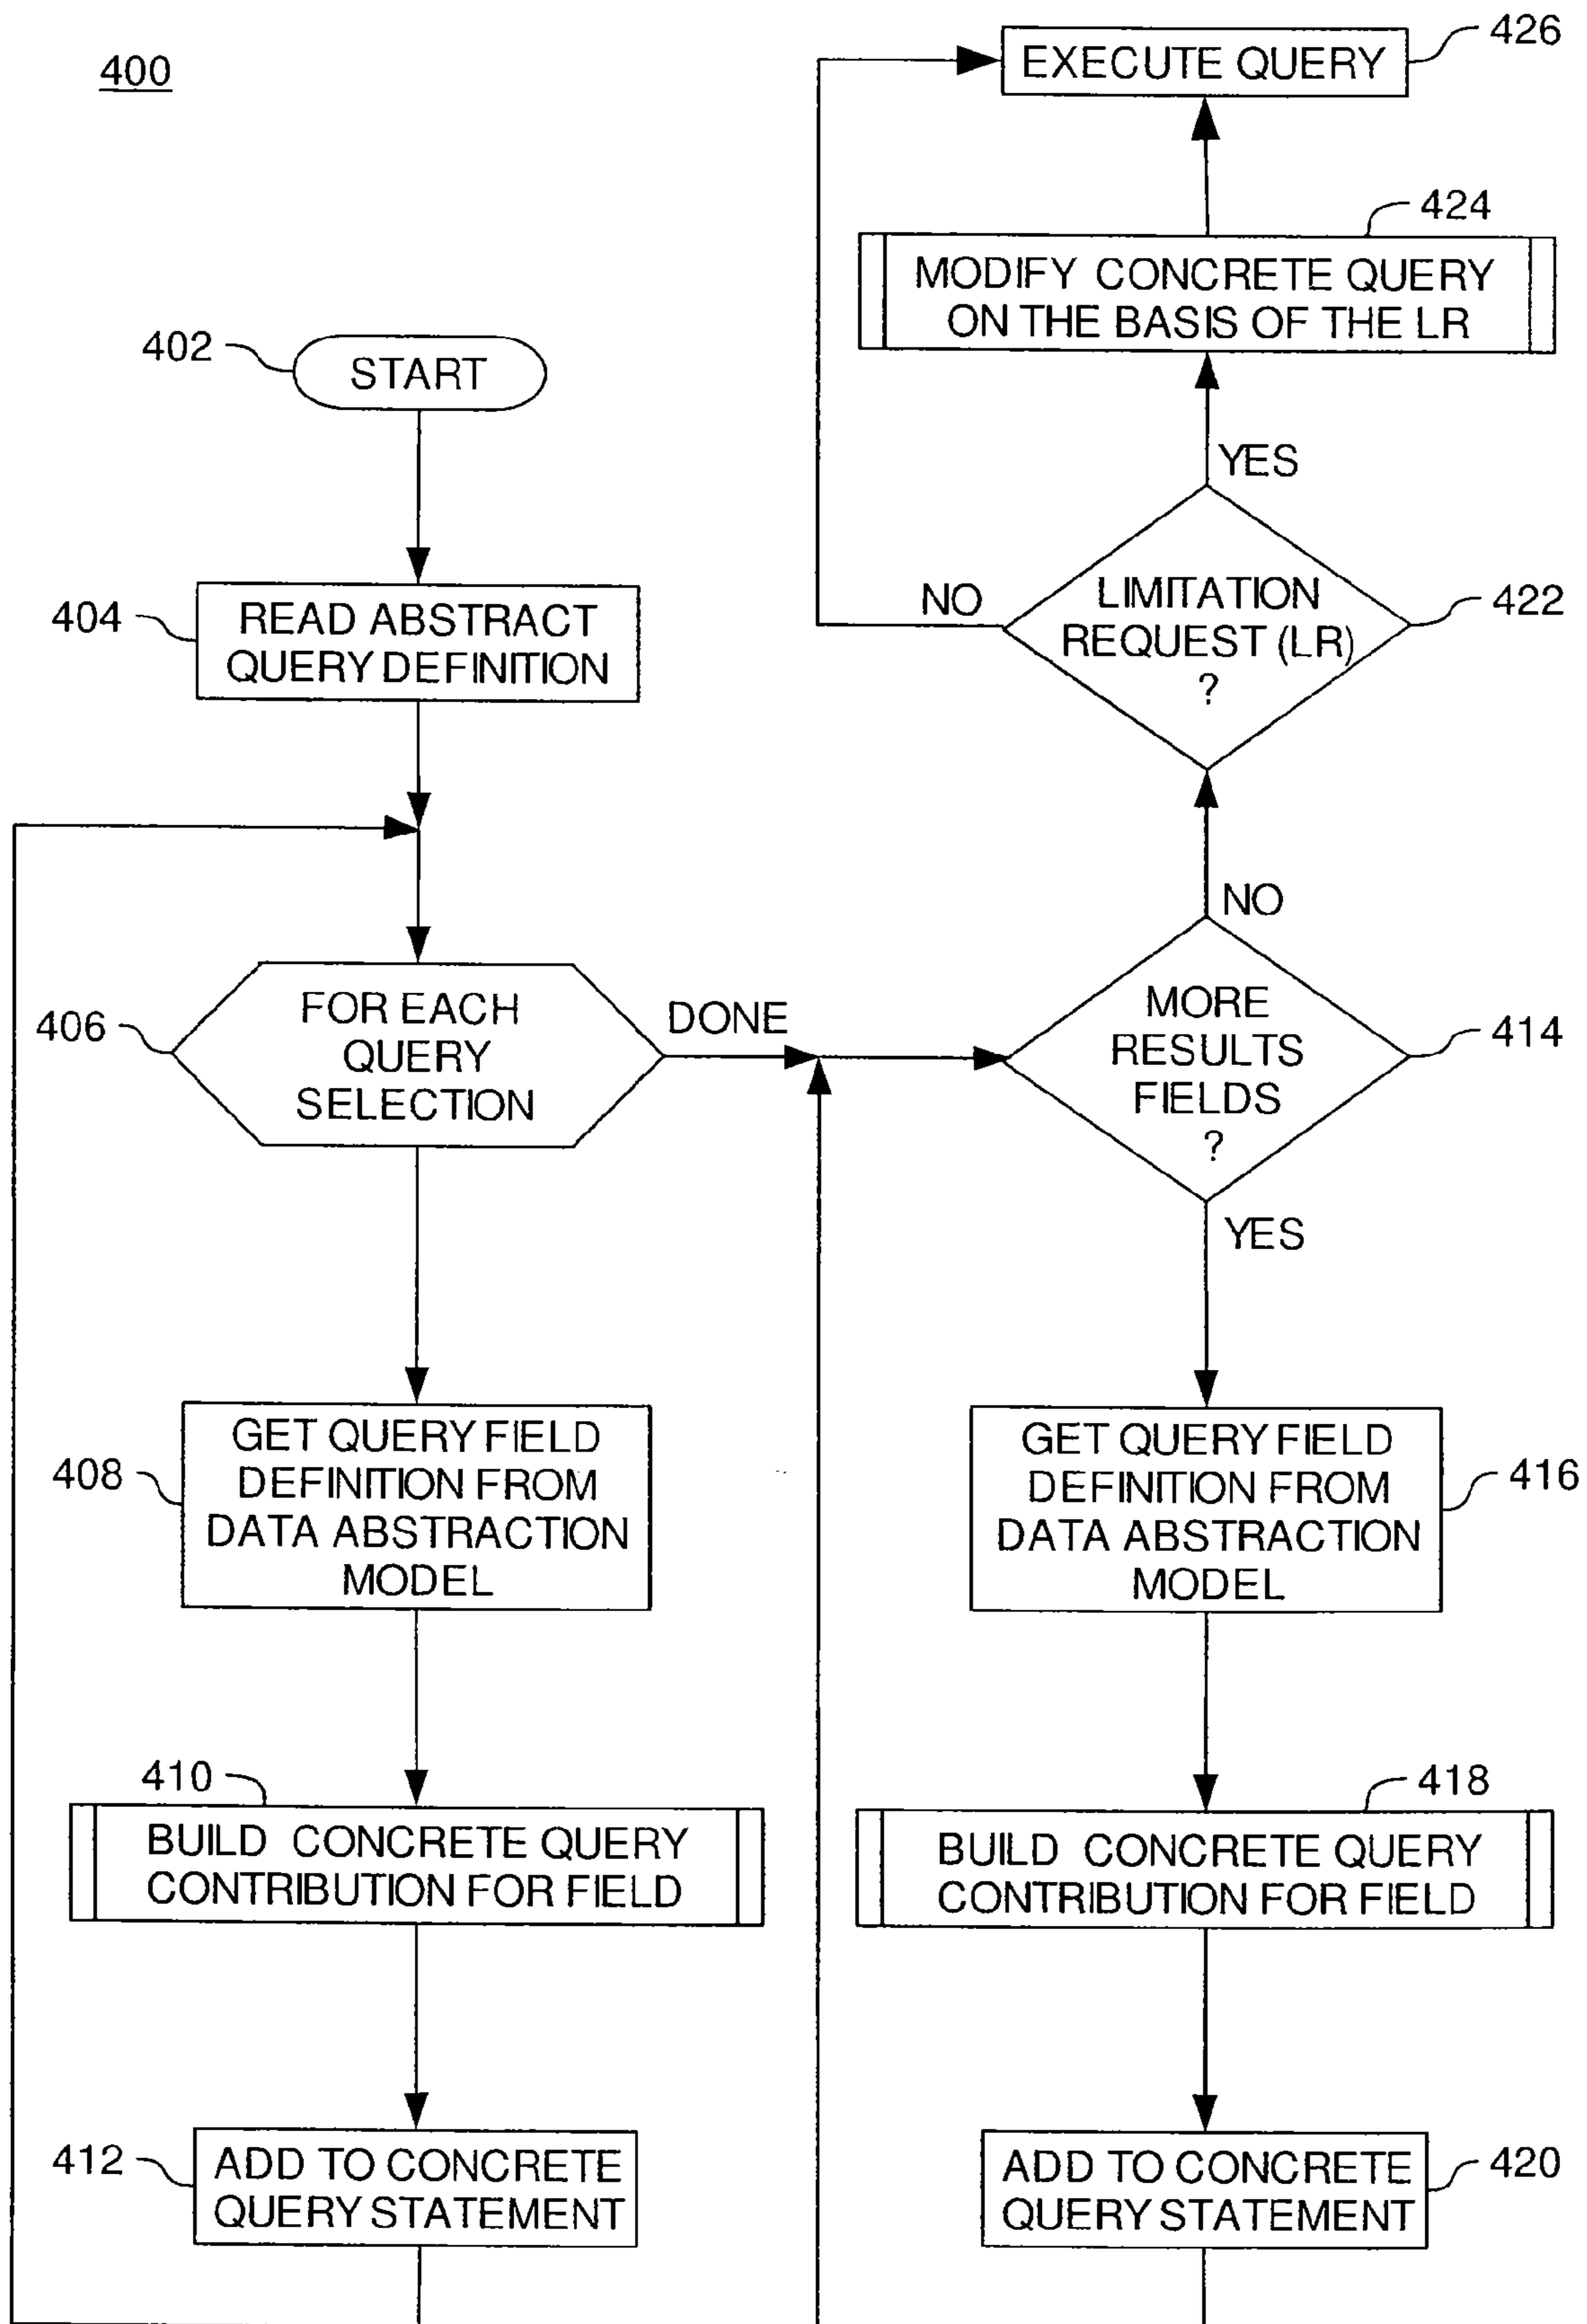 400
402
START
404
READ ABSTRACT
QUERY DEFINITION
406
FOR EACH
QUERY
SELECTION
DONE
408
GET QUERY FIELD
DEFINITION FROM
DATA ABSTRACTION
MODEL
410
BUILD CONCRETE QUERY
CONTRIBUTION FOR FIELD
412
ADD TO CONCRETE
QUERY STATEMENT
EXECUTE QUERY
426
424
MODIFY CONCRETE QUERY
ON THE BASIS OF THE LR
YES
NO
LIMITATION
REQUEST (LR)
?
422
NO
MORE
RESULTS
FIELDS
?
414
YES
GET QUERY FIELD
DEFINITION FROM
DATA ABSTRACTION
MODEL
416
418
BUILD CONCRETE QUERY
CONTRIBUTION FOR FIELD
ADD TO CONCRETE
QUERY STATEMENT
420